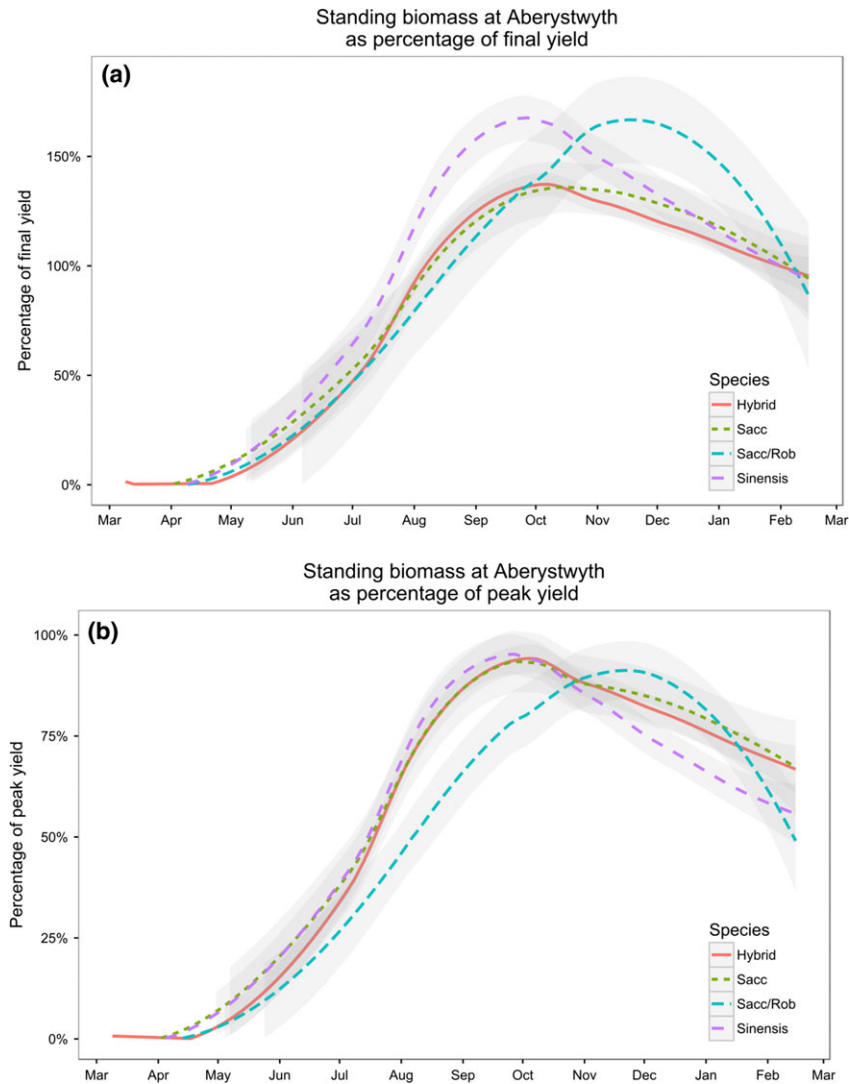 Standing biomass at Aberystwyth
as percentage of final yield
(a)
Percentage of final yield
150%
100%
50%
0%
Species
Hybrid
Sacc
Sacc/Rob
Sinensis
Mar Apr May Jun Jul Aug Sep Oct Nov Dec Jan Feb Mar
Standing biomass at Aberystwyth
as percentage of peak yield
(b)
Percentage of peak yield
100%
75%
50%
25%
0%
Species
Hybrid
Sacc
Sacc/Rob
Sinensis
Mar Apr May Jun Jul Aug Sep Oct Nov Dec Jan Feb Mar